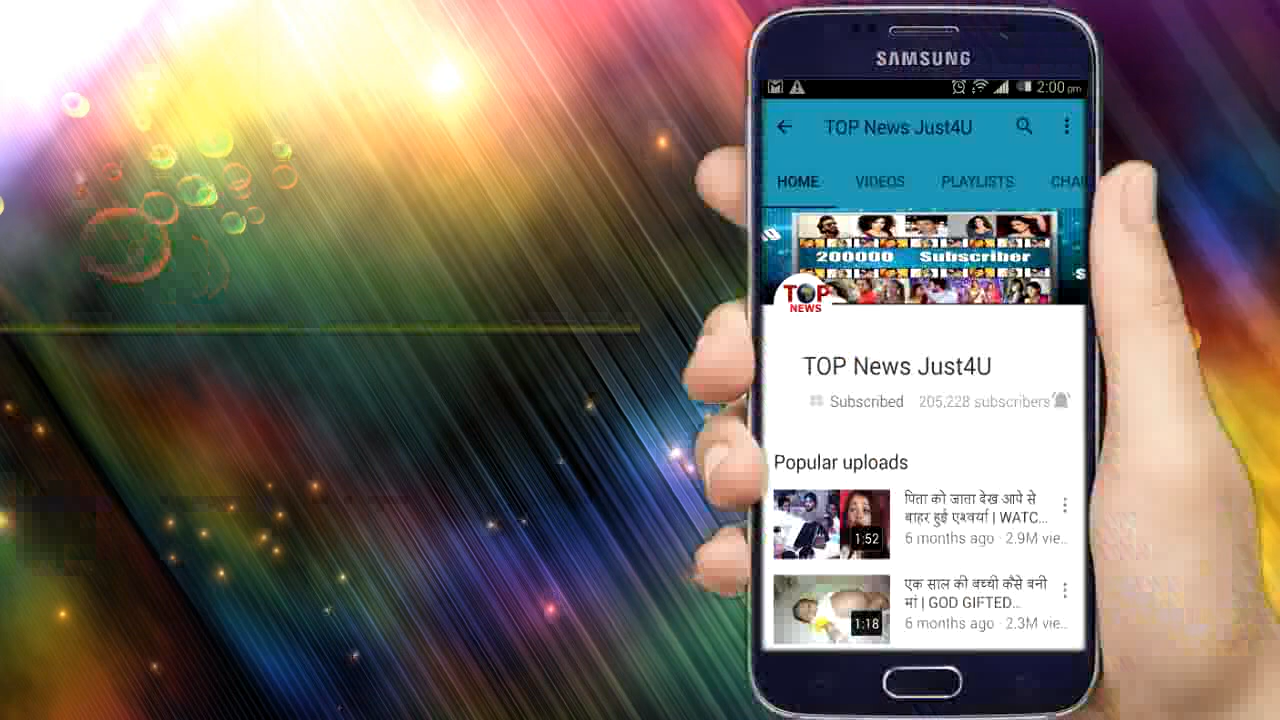 SAMSUNG
2:00 pm
TOP News Just4U
HOME VIDEOS PLAYLISTS CHA
200000 Subscriber
$
TOP
NEWS
TOP News Just4U
Subscribed 205,228 subscribers
Popular uploads
पिता को जाता देख आपे से
बाहर हुई एश्वर्या | WATC...
6 months ago · 2.9M vie..
1:52
एक साल की बच्ची कैसे बनी
मां | GOD GIFTED...
6 months ago · 2.3M vie..
1:18